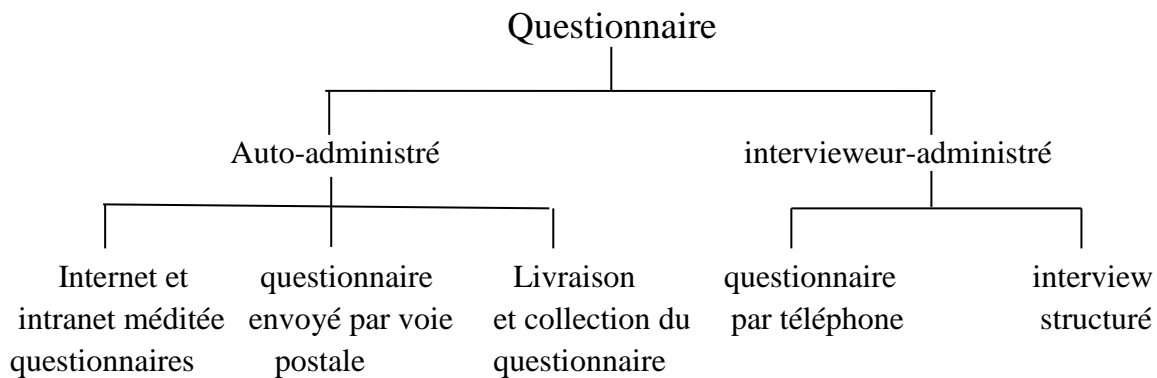 Questionnaire
Auto-administré
intervieweur-administré
Internet et
intranet méditée
questionnaires
questionnaire
envoyé par voie
postale
Livraison
et collection du
questionnaire
questionnaire
par téléphone
interview
structuré